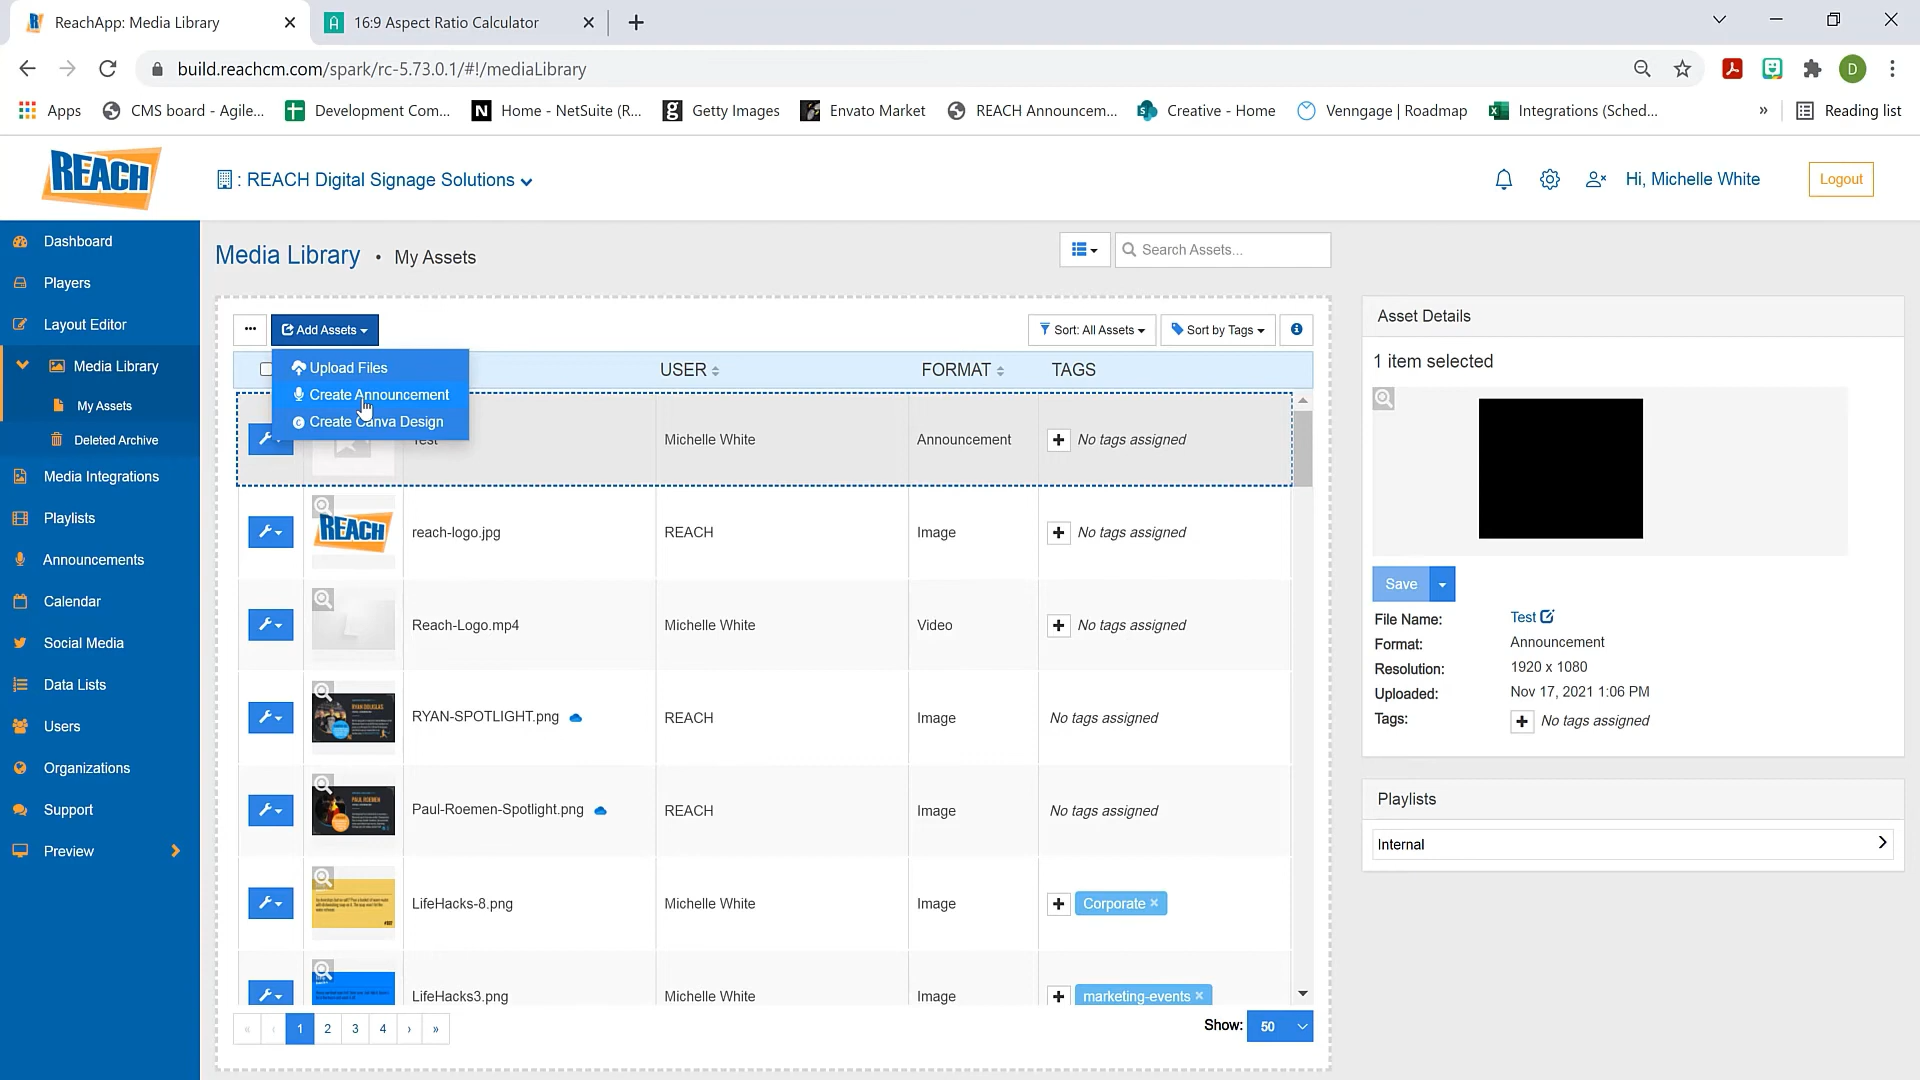 ReachApp: Media Library
16:9 Aspect Ratio Calculator
build.reachcm.com/spark/rc-5.73.0.1/#!/mediaLibrary
D
Apps
CMS board - Agile...
Development Com...
Home - NetSuite (R...
Getty Images
Envato Market
REACH Announcem...
Creative - Home
Venngage | Roadmap
Integrations (Sched...
»
Reading list
REACH
: REACH Digital Signage Solutions
Hi, Michelle White
Logout
Dashboard
Players
Layout Editor
Media Library
My Assets
Deleted Archive
Media Integrations
Playlists
Announcements
Calendar
Social Media
Data Lists
Users
Organizations
Support
Preview
Media Library • My Assets
Search Assets...
Add Assets
Sort: All Assets
Sort by Tags
Upload Files
Create Announcement
Create Canva Design
USER
FORMAT
TAGS
Test
Michelle White
Announcement
No tags assigned
REACH
reach-logo.jpg
REACH
Image
No tags assigned
Reach-Logo.mp4
Michelle White
Video
No tags assigned
RYAN-SPOTLIGHT.png
REACH
Image
No tags assigned
Paul-Roemen-Spotlight.png
REACH
Image
No tags assigned
LifeHacks-8.png
Michelle White
Image
Corporate ×
LifeHacks3.png
Michelle White
Image
marketing-events ×
« ‹ 1 2 3 4 › »
Show: 50
Asset Details
1 item selected
Save
File Name: Test
Format: Announcement
Resolution: 1920 x 1080
Uploaded: Nov 17, 2021 1:06 PM
Tags: No tags assigned
Playlists
Internal